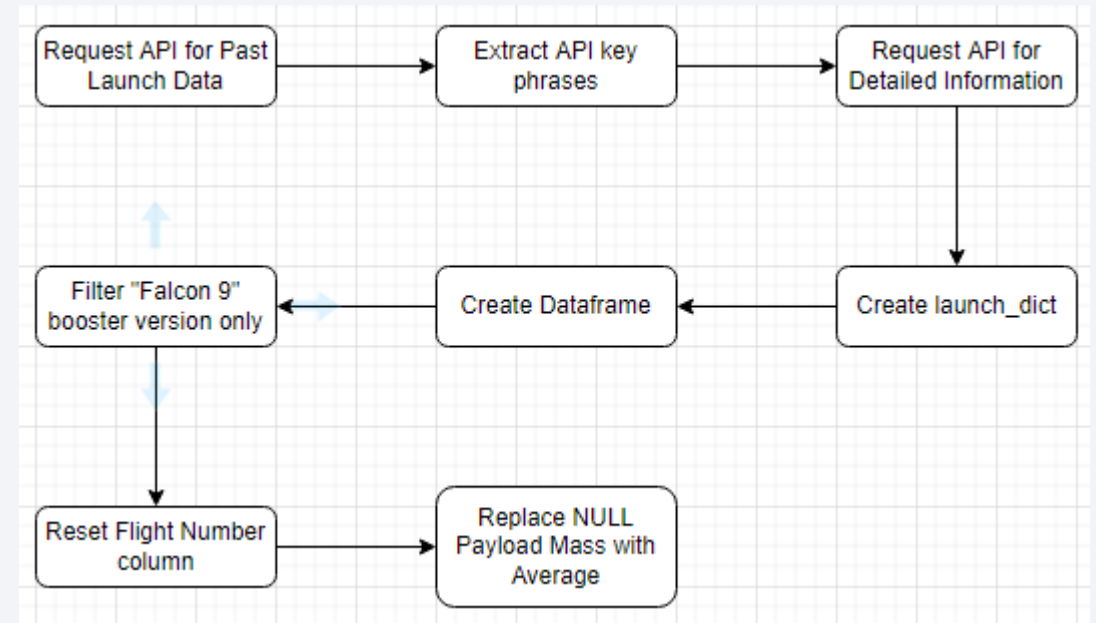 Request API for Past
Launch Data
Extract API key
phrases
Request API for
Detailed Information
Create launch_dict
Create Dataframe
Filter "Falcon 9"
booster version only
Reset Flight Number
column
Replace NULL
Payload Mass with
Average